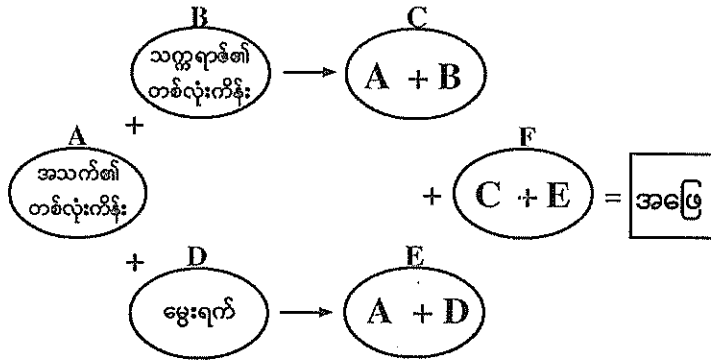 B
သက္ကရာဇ်၏
တစ်လုံးကိန်း
C
A + B
+
A
အသက်၏
တစ်လုံးကိန်း
F
+ C + E = အဖြေ
+
D
မွေးရက်
E
A + D